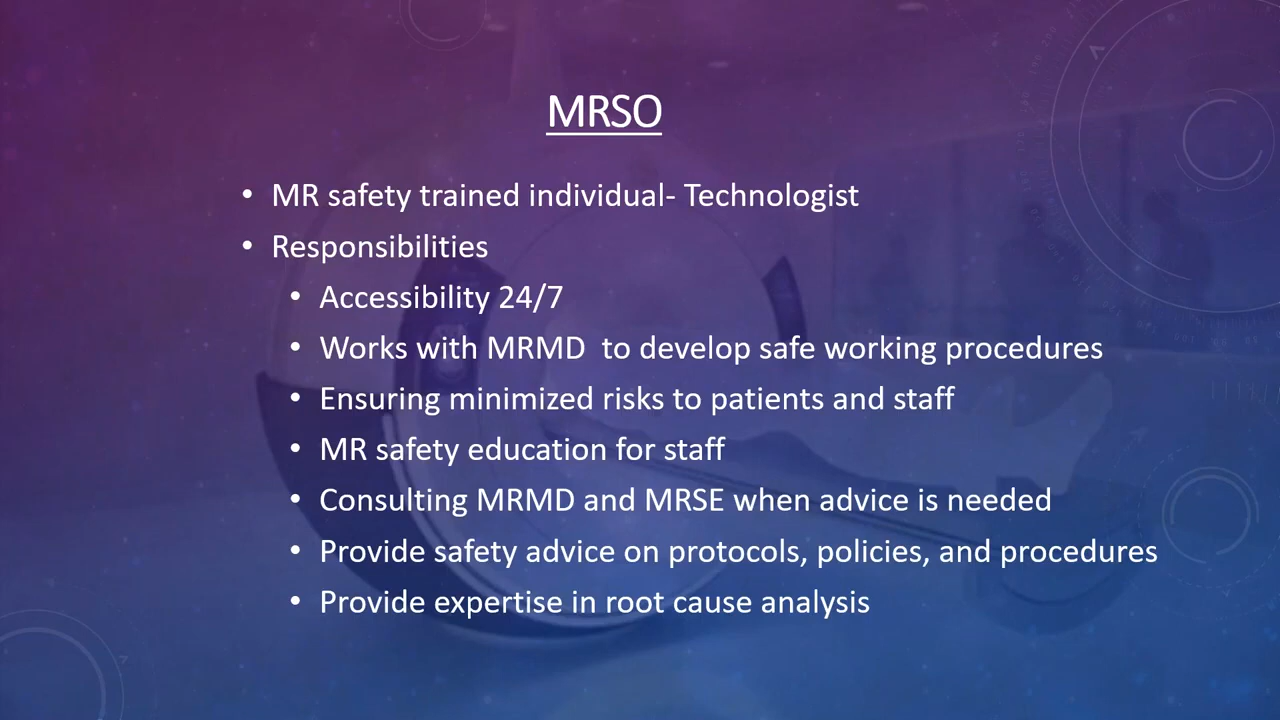 MRSO
• MR safety trained individual- Technologist
• Responsibilities
• Accessibility 24/7
• Works with MRMD  to develop safe working procedures
• Ensuring minimized risks to patients and staff
• MR safety education for staff
• Consulting MRMD and MRSE when advice is needed
• Provide safety advice on protocols, policies, and procedures
• Provide expertise in root cause analysis